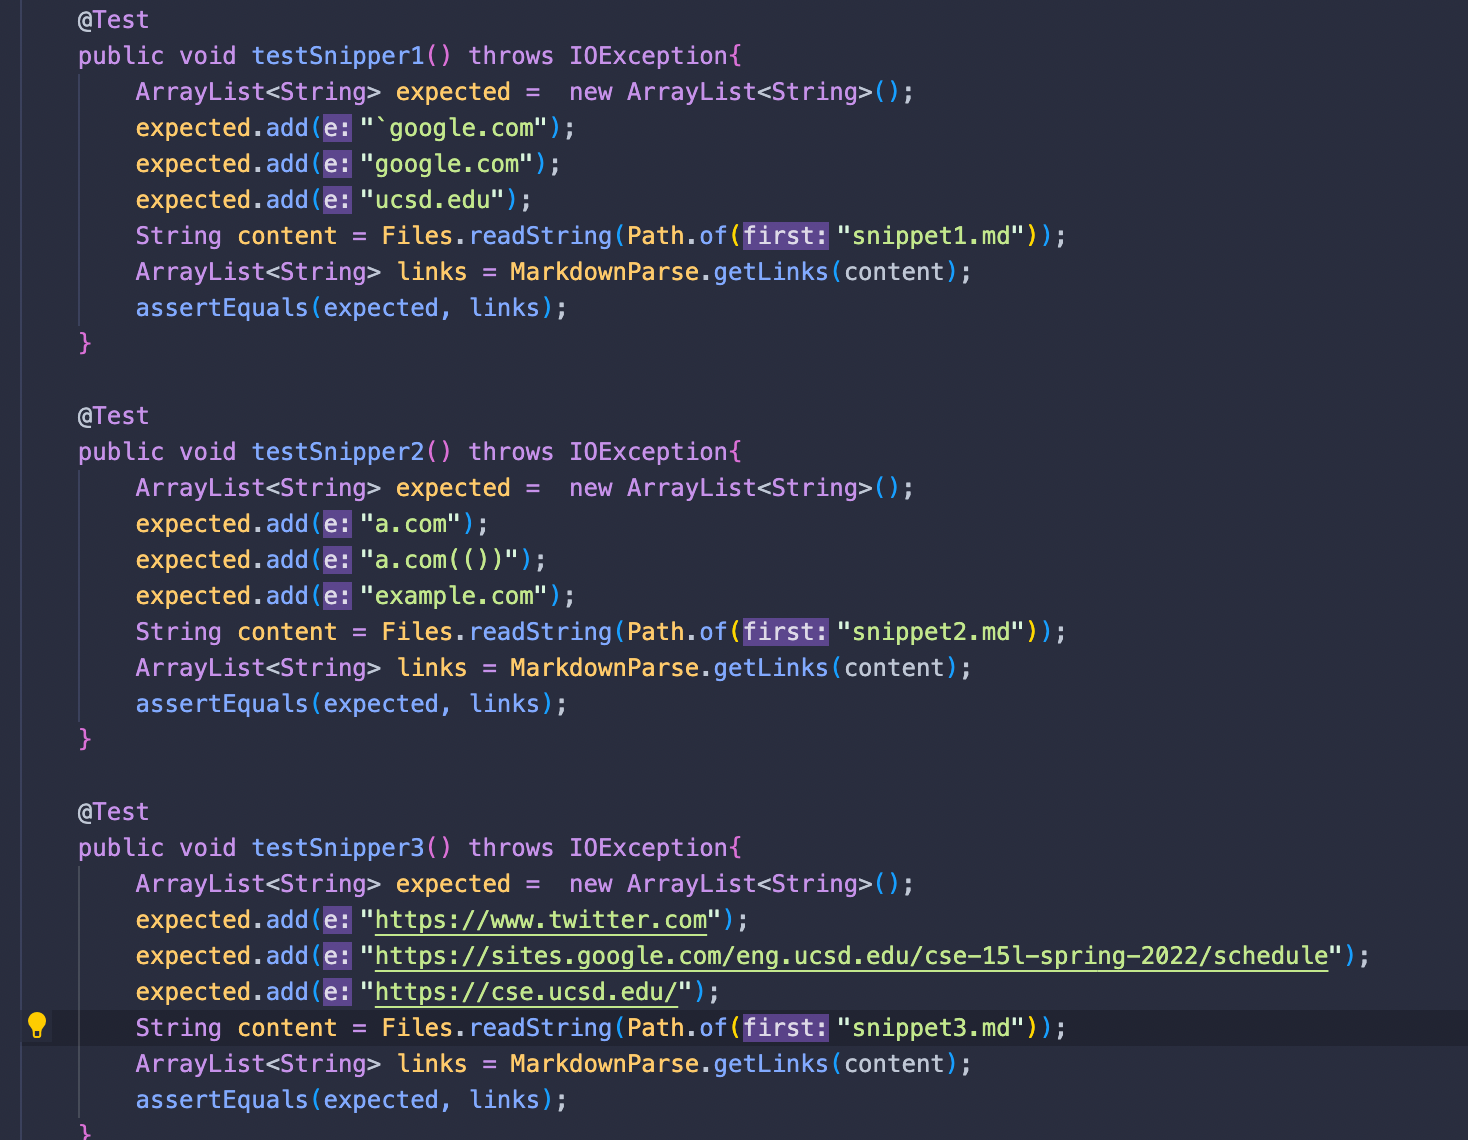 @Test
public void testSnipper1() throws IOException{
ArrayList<String> expected =  new ArrayList<String>();
expected.add(e: "`google.com");
expected.add(e: "google.com");
expected.add(e: "ucsd.edu");
String content = Files.readString(Path.of(first: "snippet1.md"));
ArrayList<String> links = MarkdownParse.getLinks(content);
assertEquals(expected, links);
}
@Test
public void testSnipper2() throws IOException{
ArrayList<String> expected =  new ArrayList<String>();
expected.add(e: "a.com");
expected.add(e: "a.com(())");
expected.add(e: "example.com");
String content = Files.readString(Path.of(first: "snippet2.md"));
ArrayList<String> links = MarkdownParse.getLinks(content);
assertEquals(expected, links);
}
@Test
public void testSnipper3() throws IOException{
ArrayList<String> expected =  new ArrayList<String>();
expected.add(e: "https://www.twitter.com");
expected.add(e: "https://sites.google.com/eng.ucsd.edu/cse-15l-spring-2022/schedule");
expected.add(e: "https://cse.ucsd.edu/");
String content = Files.readString(Path.of(first: "snippet3.md"));
ArrayList<String> links = MarkdownParse.getLinks(content);
assertEquals(expected, links);
}